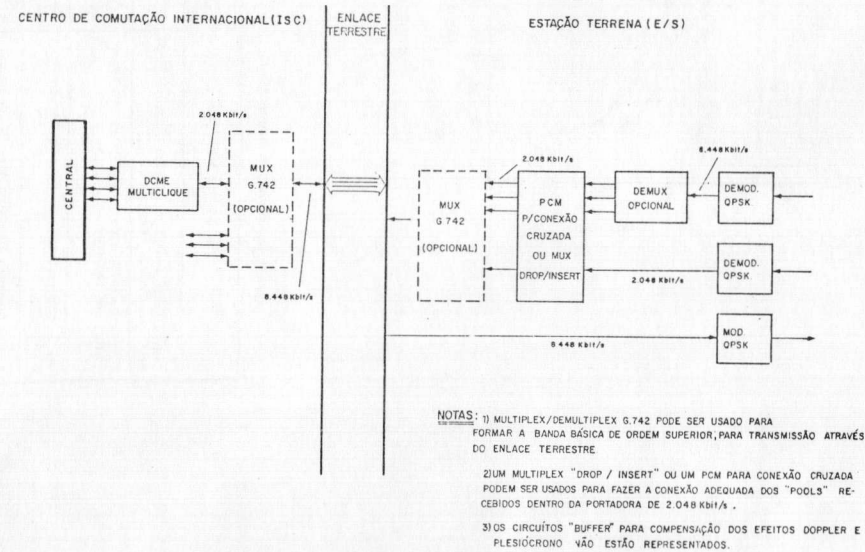 CENTRO DE COMUTAÇÃO INTERNACIONAL(ISC)
ENLACE
TERRESTRE
ESTAÇÃO TERRENA (E/S)
2.048 Kbit/s
CENTRAL
DCME
MULTICLIQUE
MUX
G.742
(OPCIONAL)
8.448 Kbit/s
2.048 Kbit/s
8.448 Kbit/s
MUX
G 742
(OPCIONAL)
PCM
P/CONEXÃO
CRUZADA
OU MUX
DROP/INSERT
DEMUX
OPCIONAL
DEMOD.
QPSK
DEMOD.
QPSK.
2.048 Kbit/s
MOD.
QPSK
8.448 Kbit/s
NOTAS: 1) MULTIPLEX/DEMULTIPLEX G.742 PODE SER USADO PARA
FORMAR A BANDA BÁSICA DE ORDEM SUPERIOR, PARA TRANSMISSÃO ATRAVÉS
DO ENLACE TERRESTRE
2)UM MULTIPLEX "DROP / INSERT" OU UM PCM PARA CONEXÃO CRUZADA
PODEM SER USADOS PARA FAZER A CONEXÃO ADEQUADA DOS "POOLS" RE-
CEBIDOS DENTRO DA PORTADORA DE 2.048 Kbit/s .
3) OS CIRCUÍTOS "BUFFER" PARA COMPENSAÇÃO DOS EFEITOS DOPPLER E
PLESIÓCRONO NÃO ESTÃO REPRESENTADOS.